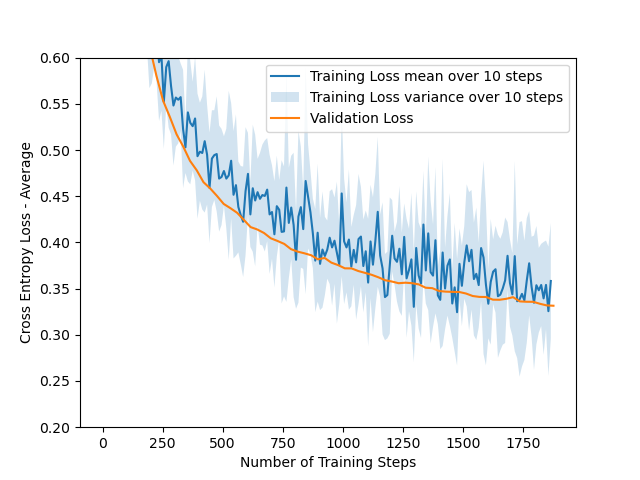 Training Loss mean over 10 steps
Training Loss variance over 10 steps
Validation Loss
Cross Entropy Loss - Average
0.60
0.55
0.50
0.45
0.40
0.35
0.30
0.25
0.20
0 250 500 750 1000 1250 1500 1750
Number of Training Steps